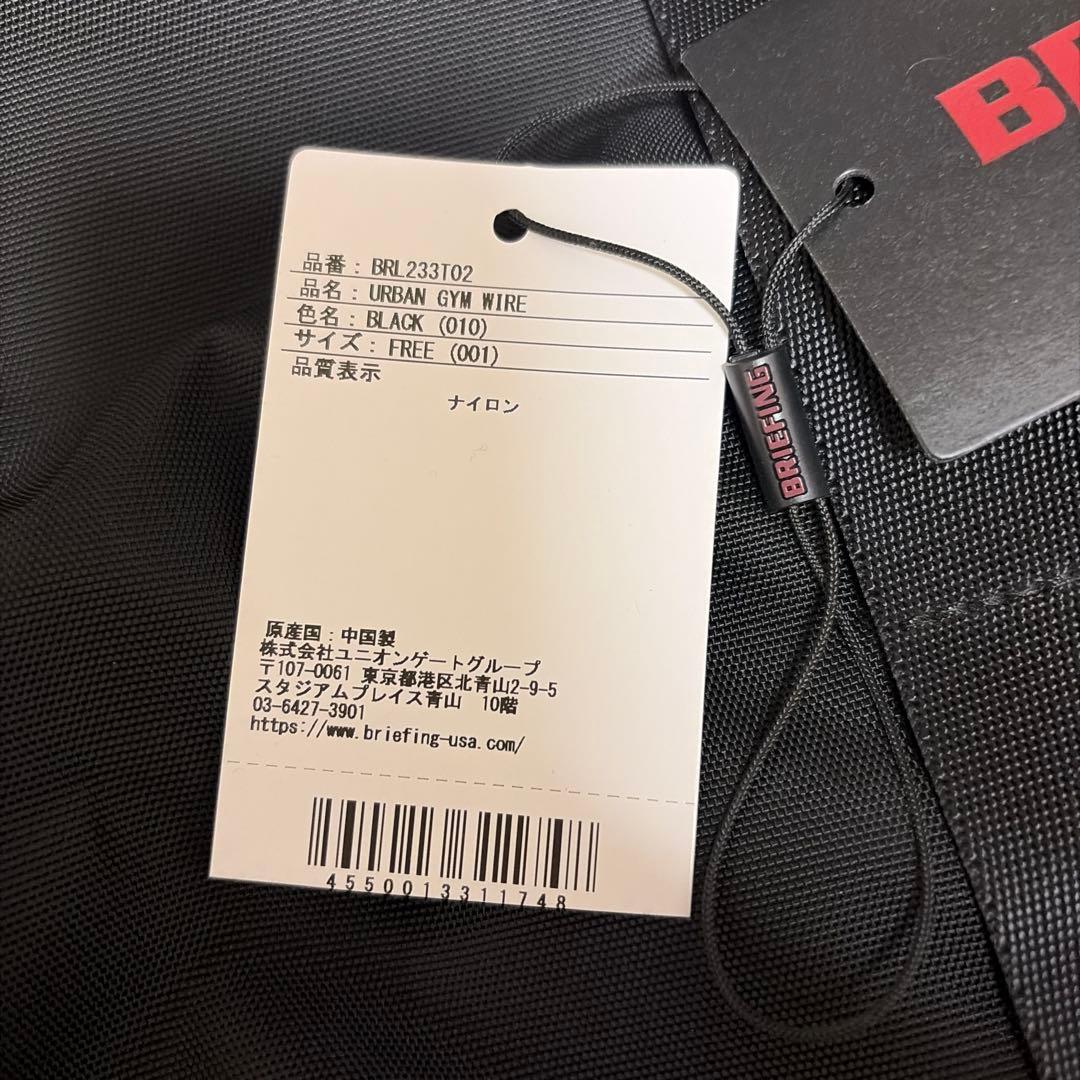 品番：BRL233T02
品名：URBAN GYM WIRE
色名：BLACK (010)
サイズ：FREE (001)
品質表示
ナイロン
原産国：中国製
株式会社ユニオンゲートグループ
〒107-0061 東京都港区北青山2-9-5
スタジアムプレイス青山　10階
03-6427-3901
https://www.briefing-usa.com/
4550013311748
BRIEFING